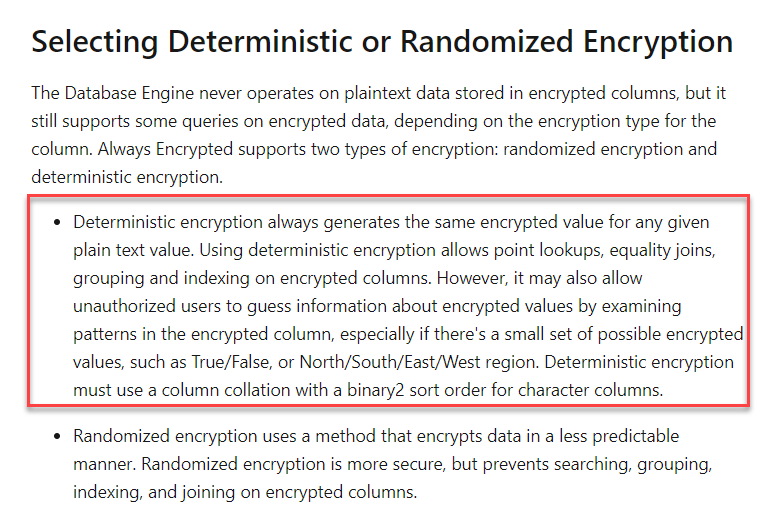 Selecting Deterministic or Randomized Encryption
The Database Engine never operates on plaintext data stored in encrypted columns, but it
still supports some queries on encrypted data, depending on the encryption type for the
column. Always Encrypted supports two types of encryption: randomized encryption and
deterministic encryption.
• Deterministic encryption always generates the same encrypted value for any given
plain text value. Using deterministic encryption allows point lookups, equality joins,
grouping and indexing on encrypted columns. However, it may also allow
unauthorized users to guess information about encrypted values by examining
patterns in the encrypted column, especially if there's a small set of possible encrypted
values, such as True/False, or North/South/East/West region. Deterministic encryption
must use a column collation with a binary2 sort order for character columns.
• Randomized encryption uses a method that encrypts data in a less predictable
manner. Randomized encryption is more secure, but prevents searching, grouping,
indexing, and joining on encrypted columns.